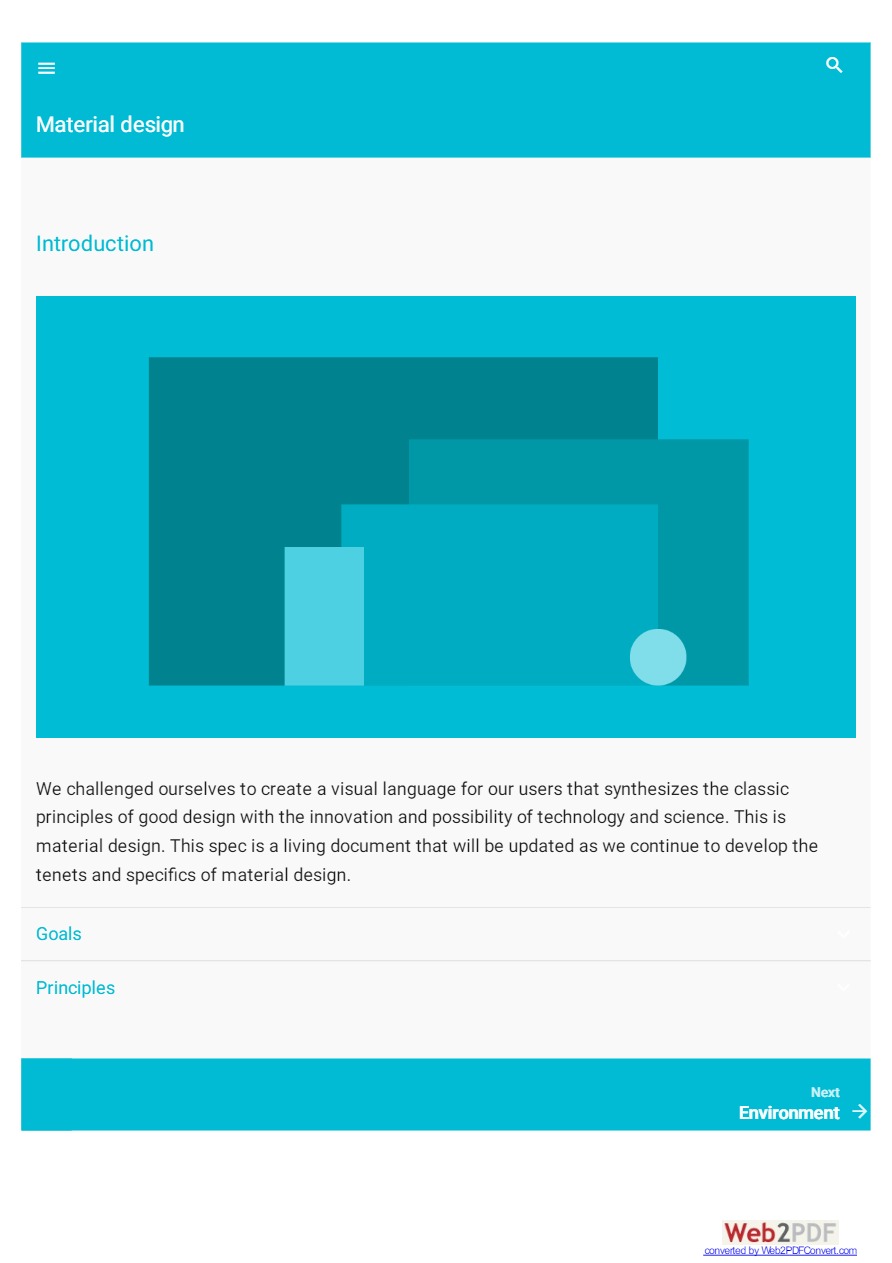 Material design
Introduction
We challenged ourselves to create a visual language for our users that synthesizes the classic
principles of good design with the innovation and possibility of technology and science. This is
material design. This spec is a living document that will be updated as we continue to develop the
tenets and specifics of material design.
Goals
Principles
Next
Environment
Web2PDF
converted by Web2PDFConvert.com